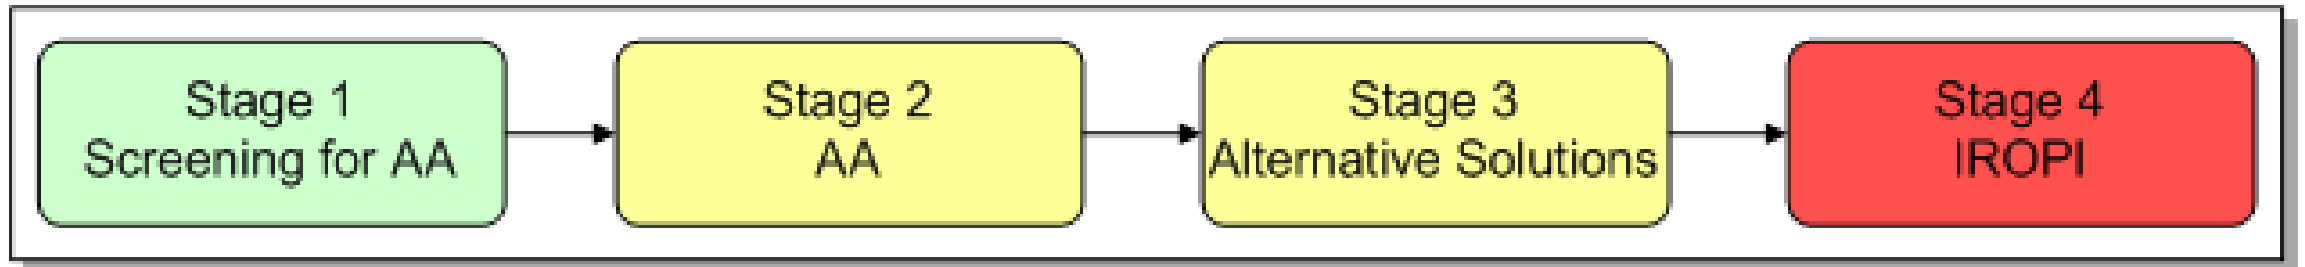 Stage 1
Screening for AA
Stage 2
AA
Stage 3
Alternative Solutions
Stage 4
IROPI